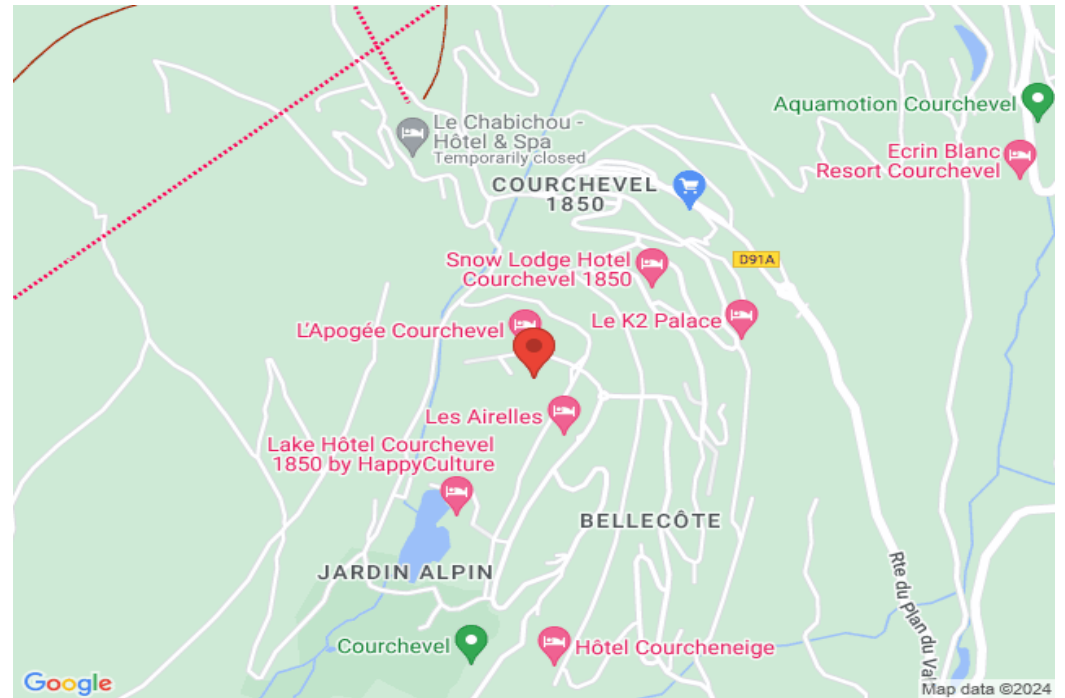 Aquamotion Courchevel
Le Chabichou -
Hôtel & Spa
Temporarily closed
Ecrin Blanc
Resort Courchevel
COURCHEVEL
1850
Snow Lodge Hotel
Courchevel 1850
D91A
L'Apogée Courchevel
Le K2 Palace
Les Airelles
Lake Hôtel Courchevel
1850 by HappyCulture
BELLECÔTE
JARDIN ALPIN
Rte du Plan du Val
Courchevel
Hôtel Courcheneige
Google
Map data ©2024